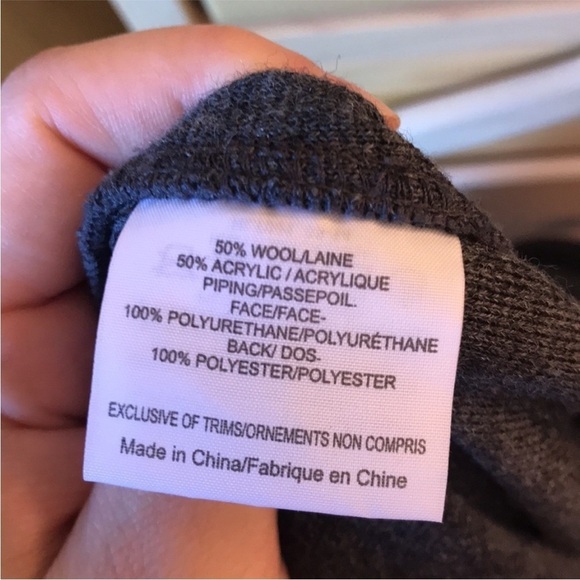 50% WOOL/LAINE
50% ACRYLIC / ACRYLIQUE
PIPING/PASSEPOIL.
FACE/FACE-
100% POLYURETHANE/POLYURÉTHANE
BACK/ DOS-
100% POLYESTER/POLYESTER
EXCLUSIVE OF TRIMS/ORNEMENTS NON COMPRIS
Made in China/Fabrique en Chine